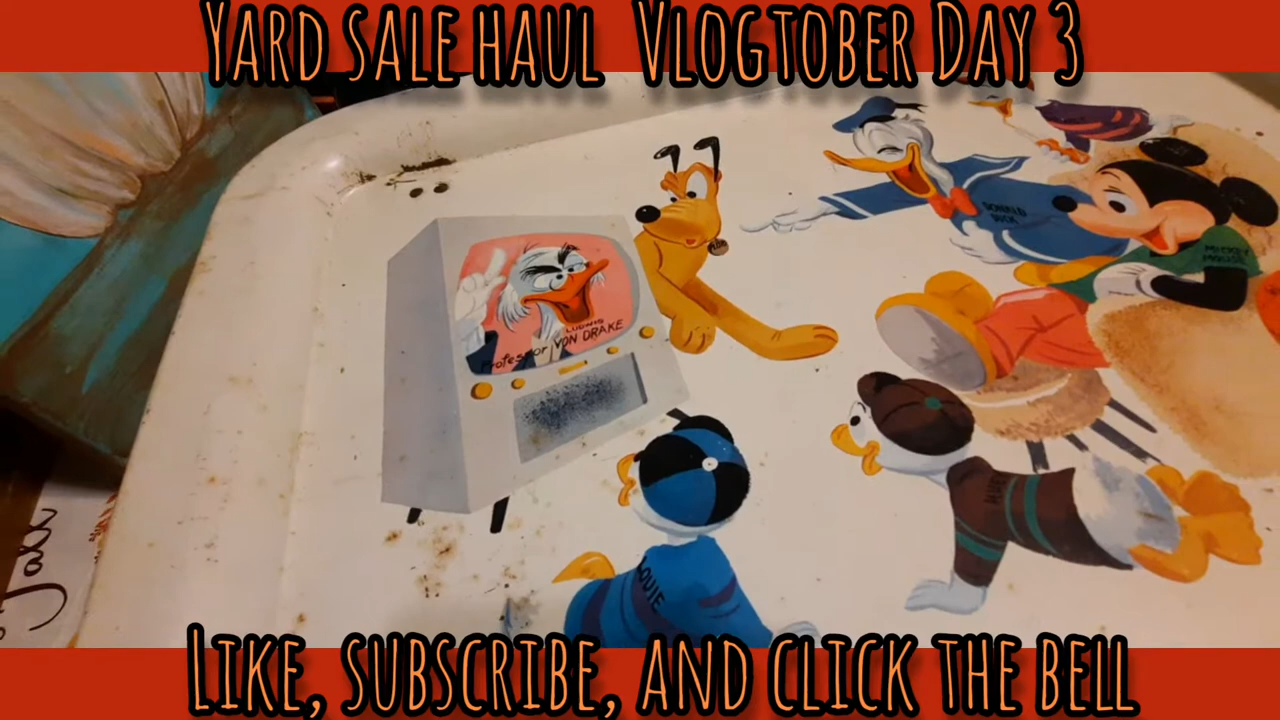 Yard sale haul Vlogtober Day 3
DONALD
DUCK
MICKEY
MOUSE
LUDWIG
Professor VON DRAKE
HUEY
LOUIE
Like, subscribe, and click the bell